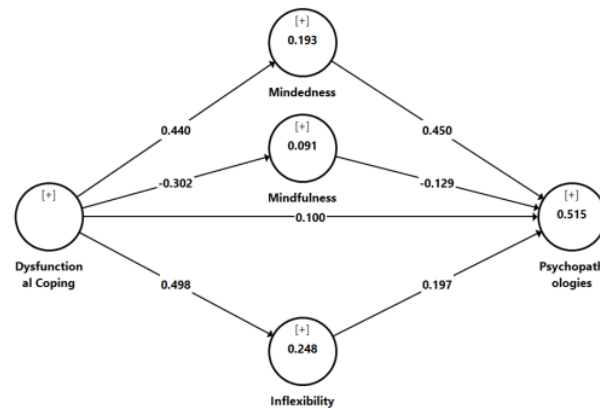 [+]
0.193
Mindedness
0.440
0.450
[+]
0.091
Mindfulness
-0.302
-0.129
[+]
Dysfunction
al Coping
0.100
[+]
0.515
Psychopath
ologies
0.498
0.197
[+]
0.248
Inflexibility